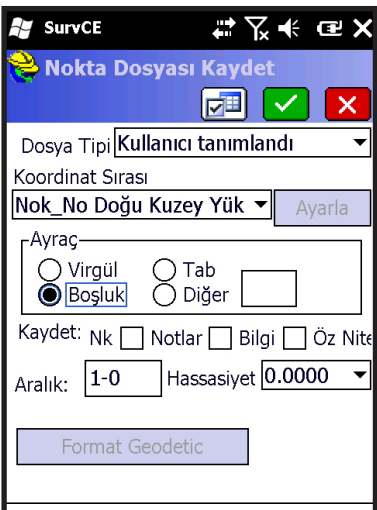 SurvCE
Nokta Dosyası Kaydet
Dosya Tipi Kullanıcı tanımlandı
Koordinat Sırası
Nok_No Doğu Kuzey Yük Ayarla
Ayraç
Virgül Tab
Boşluk Diğer
Kaydet: Nk Notlar Bilgi Öz Nite
Aralık: 1-0 Hassasiyet 0.0000
Format Geodetic